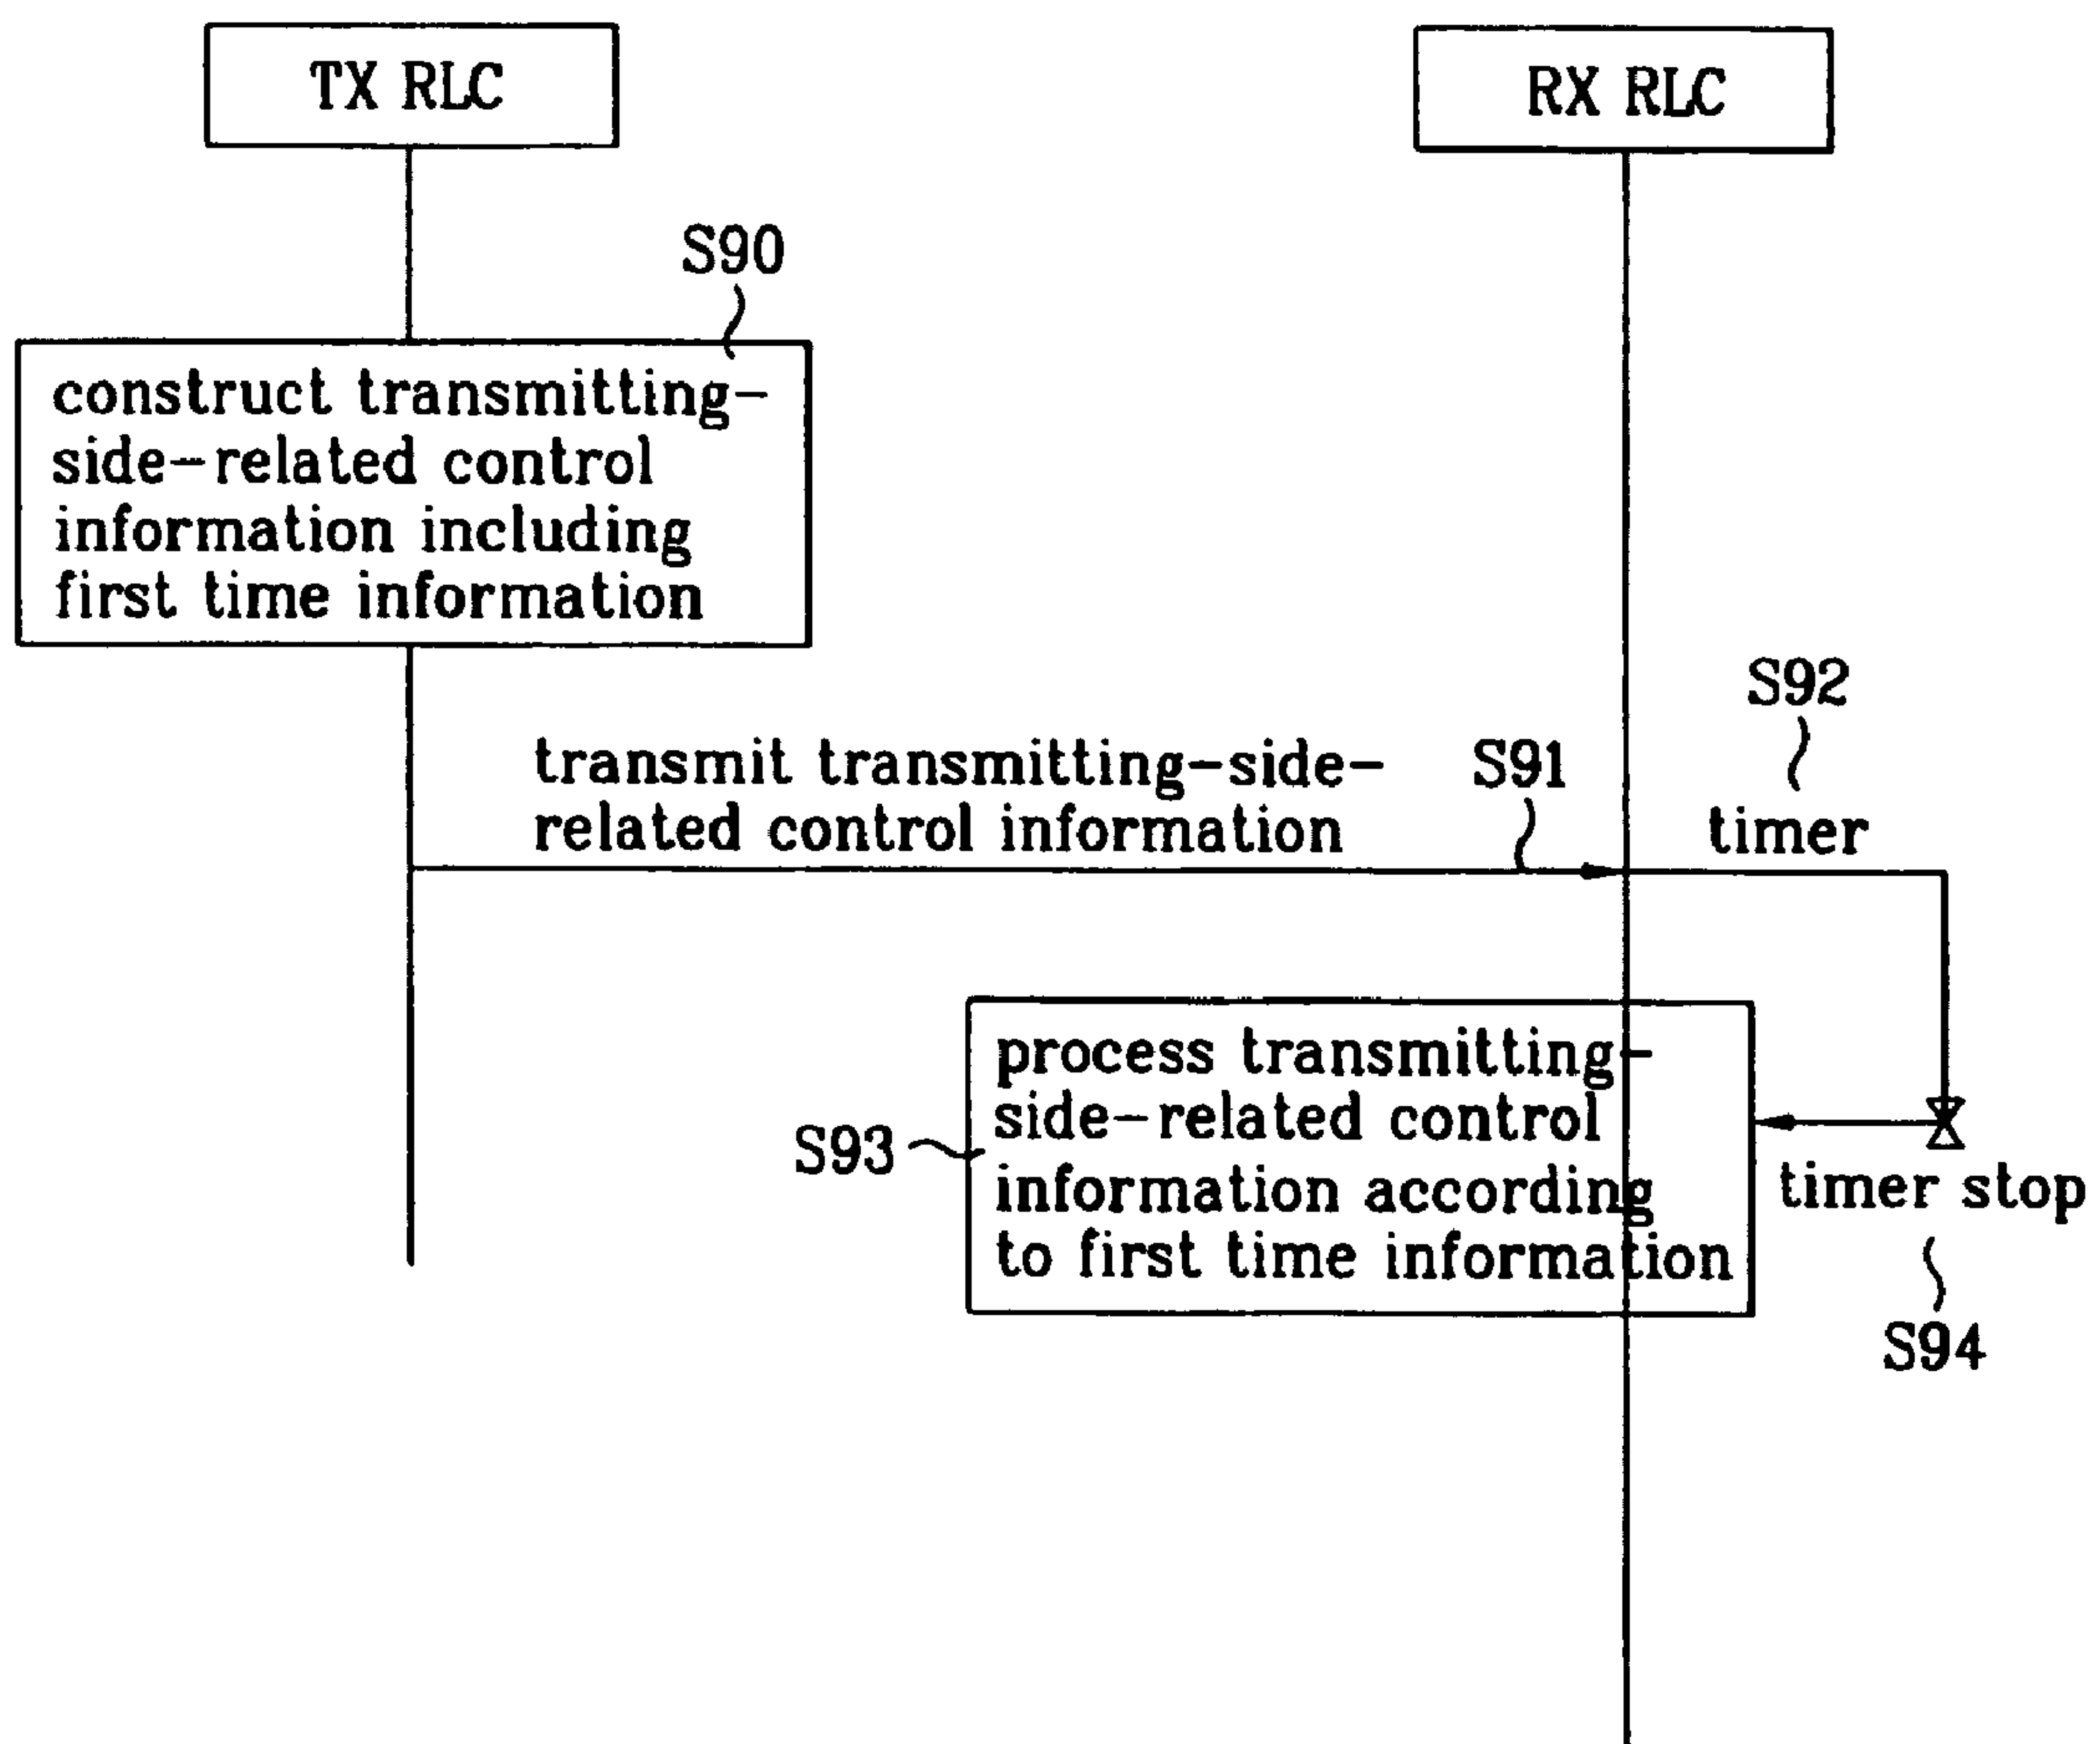 TX RLC
RX RLC
S90
construct transmitting-
side-related control
information including
first time information
S92
transmit transmitting-side-
related control information
S91
timer
process transmitting-
side-related control
information according
to first time information
S93
timer stop
S94